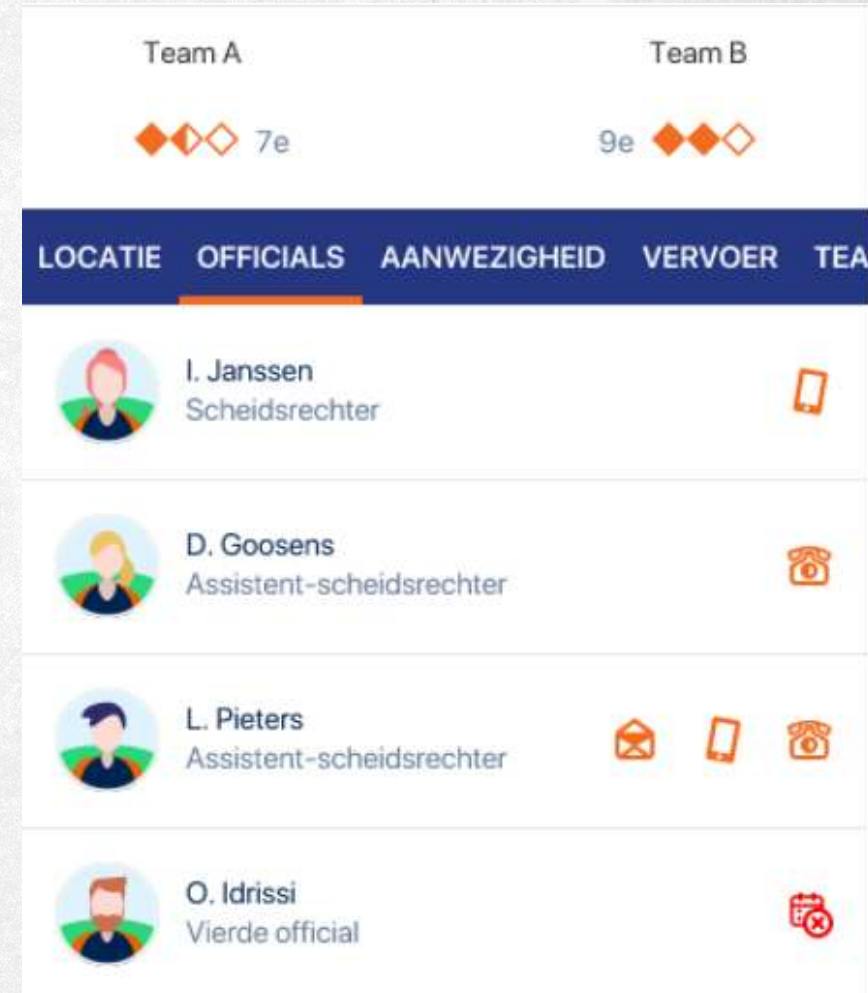 Team A
Team B
7e
9e
LOCATIE OFFICIALS AANWEZIGHEID VERVOER TEA
I. Janssen
Scheidsrechter
D. Goosens
Assistent-scheidsrechter
L. Pieters
Assistent-scheidsrechter
O. Idrissi
Vierde official